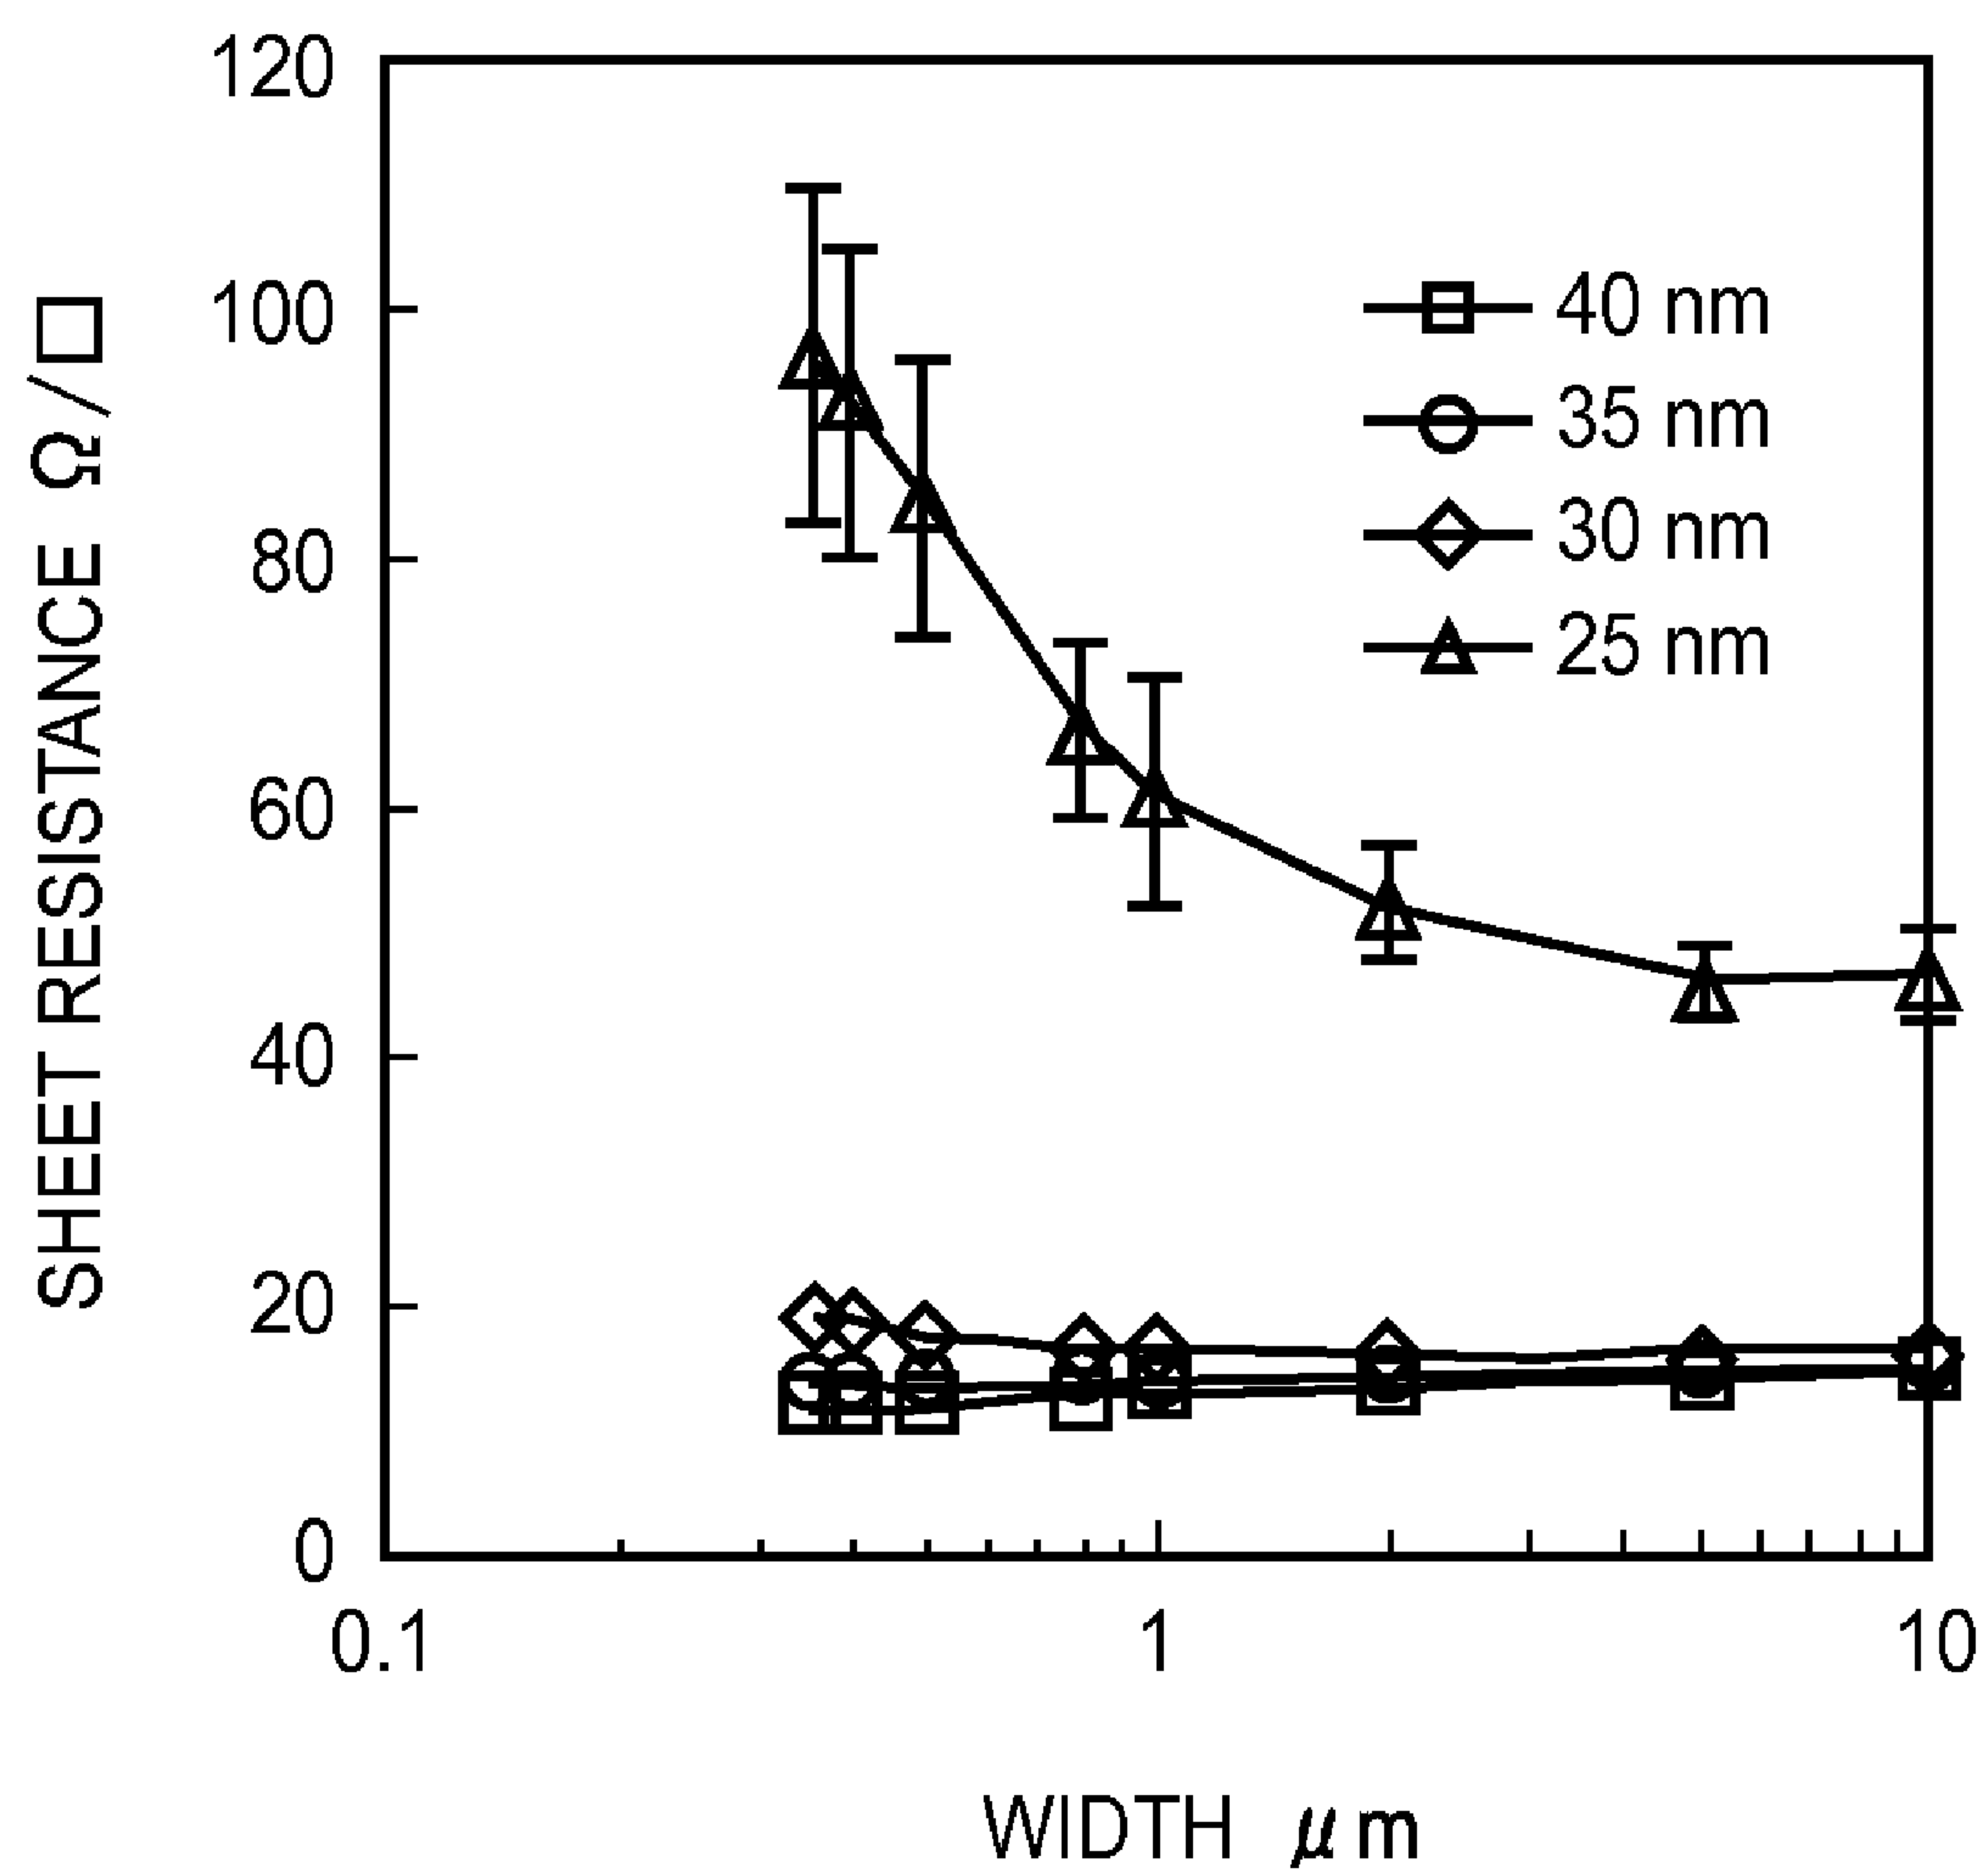 SHEET RESISTANCE Ω/□
120
100
80
60
40
20
0
40 nm
35 nm
30 nm
25 nm
0.1
1
10
WIDTH μm